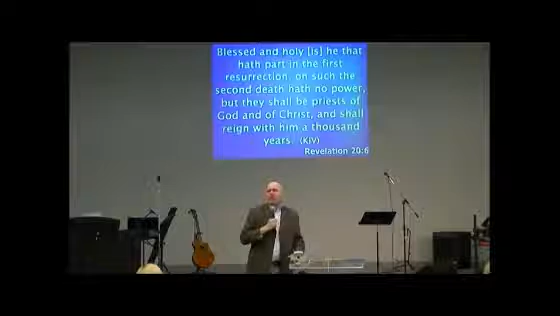 Blessed and holy [is] he that
hath part in the first
resurrection: on such the
second death hath no power,
but they shall be priests of
God and of Christ, and shall
reign with him a thousand
years. (KJV)
Revelation 20:6